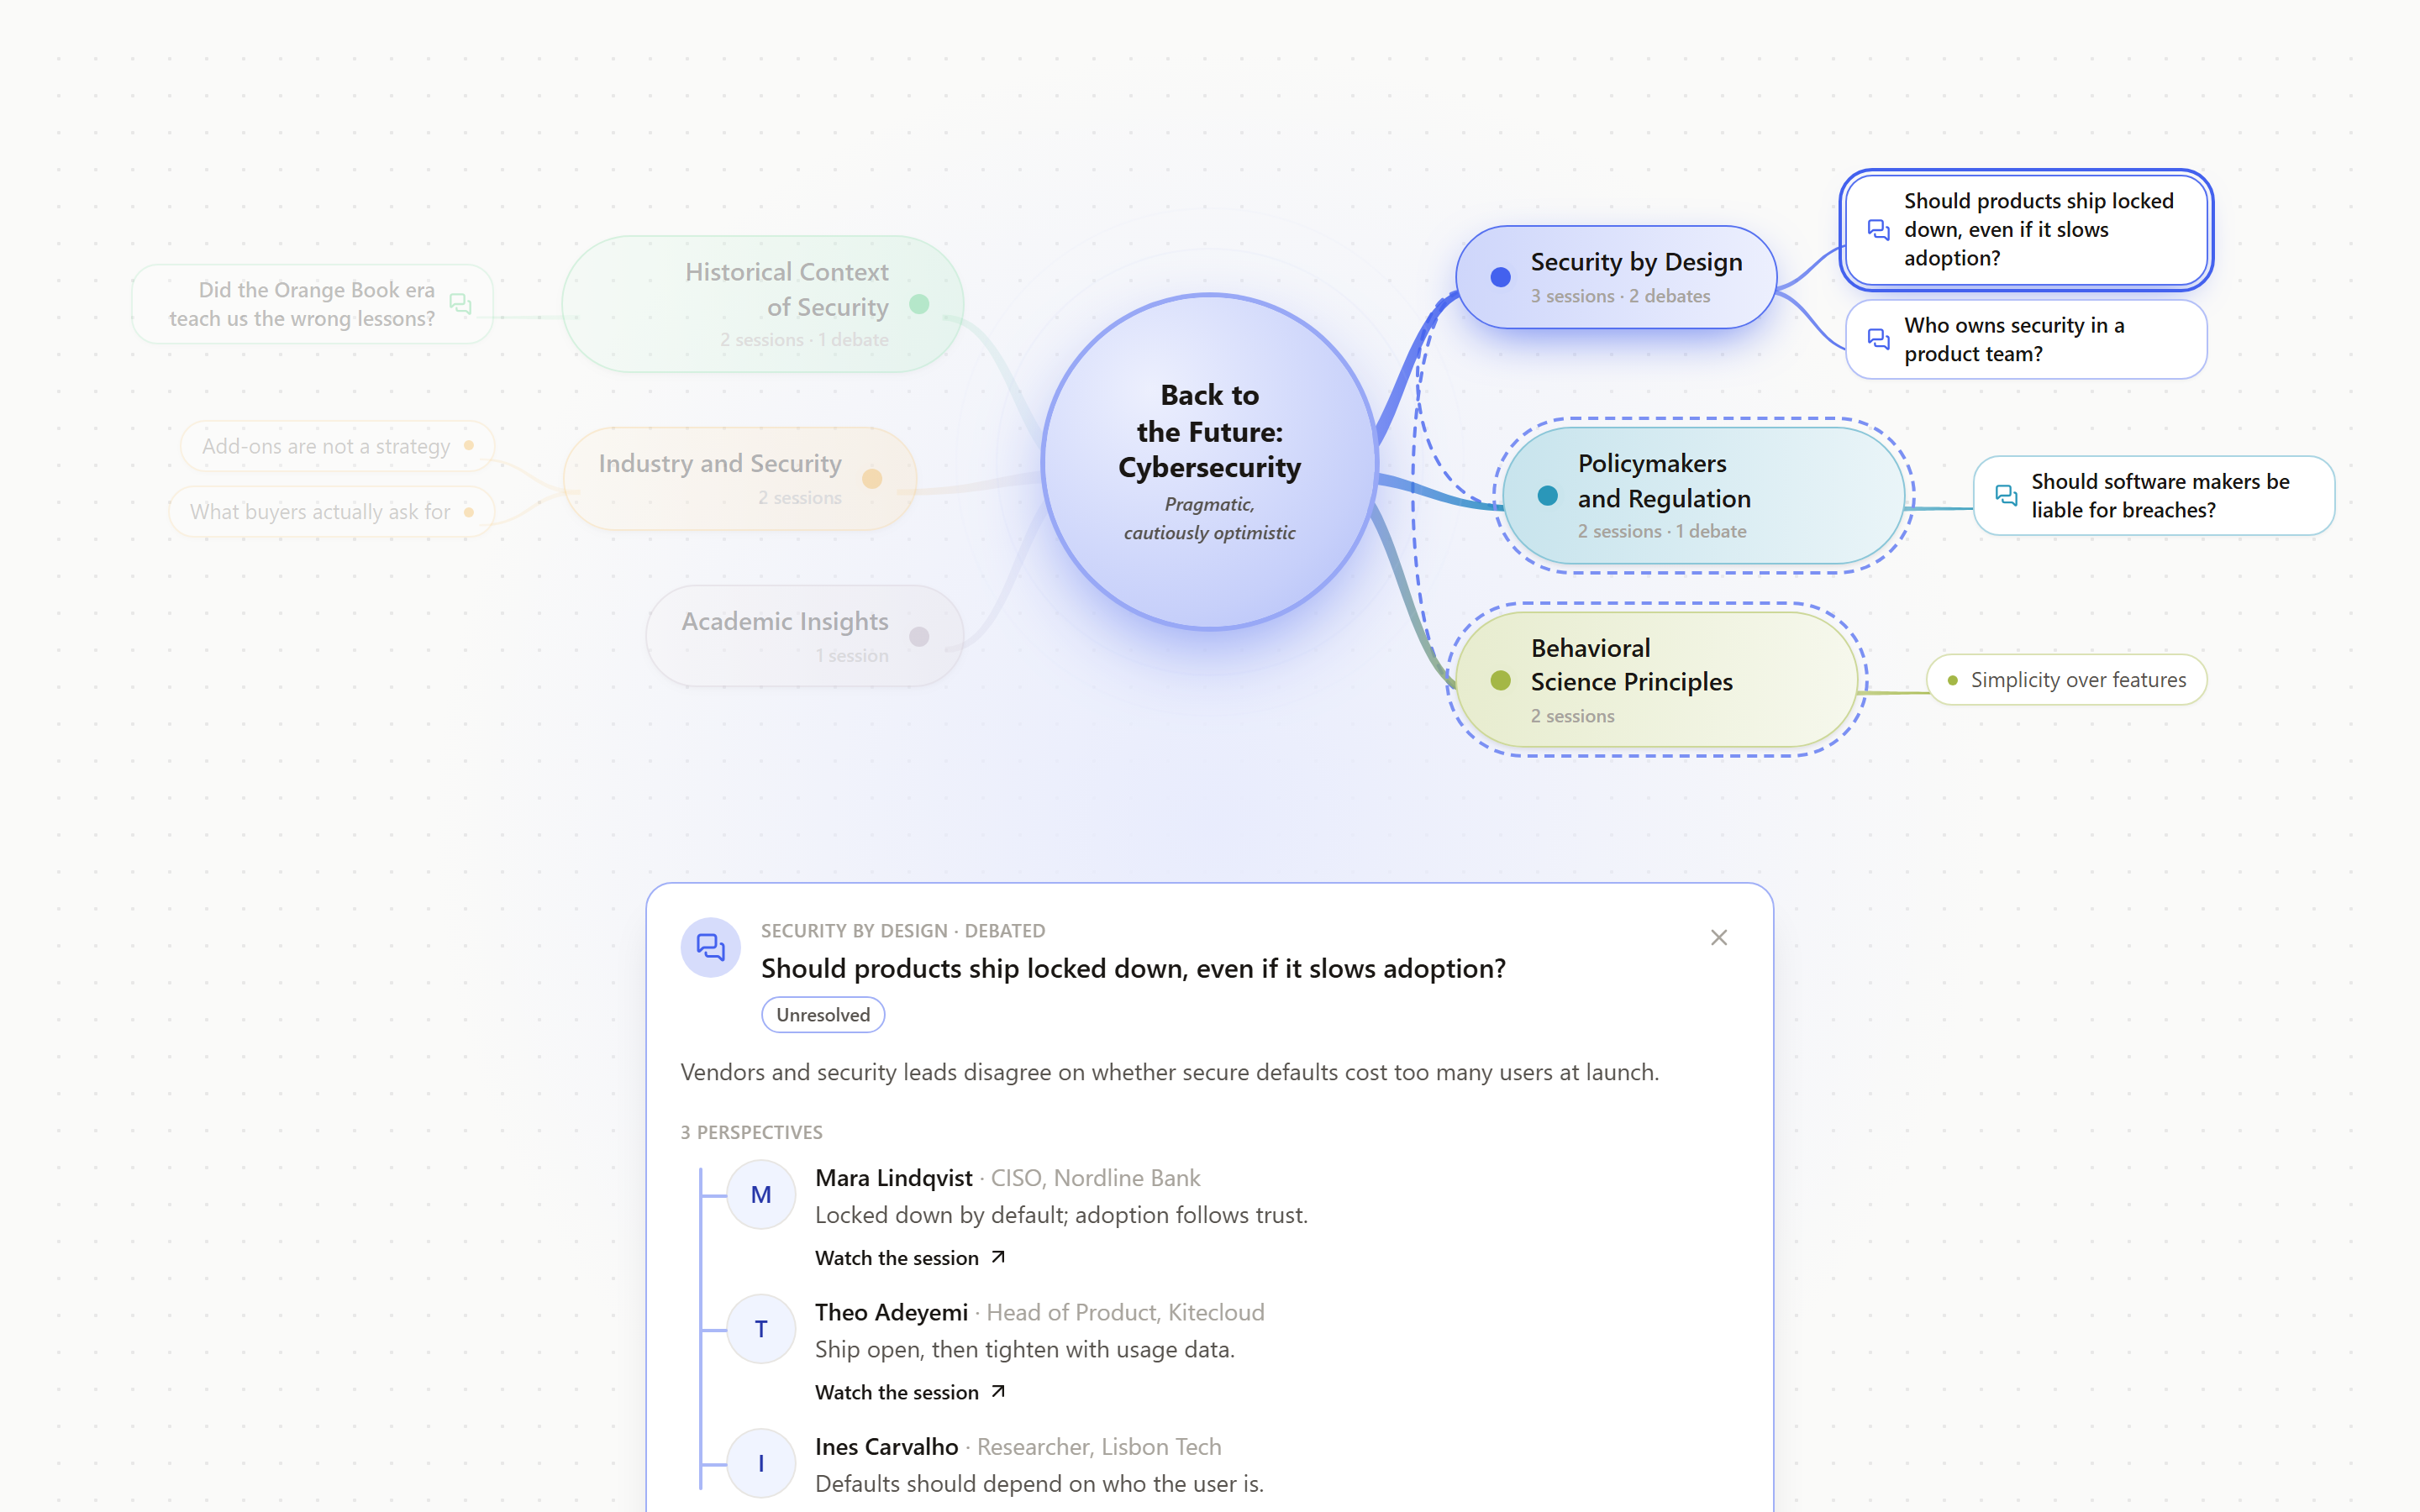 Did the Orange Book era
teach us the wrong lessons?
Historical Context
of Security
2 sessions · 1 debate
Add-ons are not a strategy
What buyers actually ask for
Industry and Security
2 sessions
Academic Insights
1 session
Back to
the Future:
Cybersecurity
Pragmatic,
cautiously optimistic
Security by Design
3 sessions · 2 debates
Should products ship locked
down, even if it slows
adoption?
Who owns security in a
product team?
Policymakers
and Regulation
2 sessions · 1 debate
Should software makers be
liable for breaches?
Behavioral
Science Principles
2 sessions
Simplicity over features
SECURITY BY DESIGN · DEBATED
Should products ship locked down, even if it slows adoption?
Unresolved
Vendors and security leads disagree on whether secure defaults cost too many users at launch.
3 PERSPECTIVES
M
Mara Lindqvist · CISO, Nordline Bank
Locked down by default; adoption follows trust.
Watch the session
T
Theo Adeyemi · Head of Product, Kitecloud
Ship open, then tighten with usage data.
Watch the session
I
Ines Carvalho · Researcher, Lisbon Tech
Defaults should depend on who the user is.